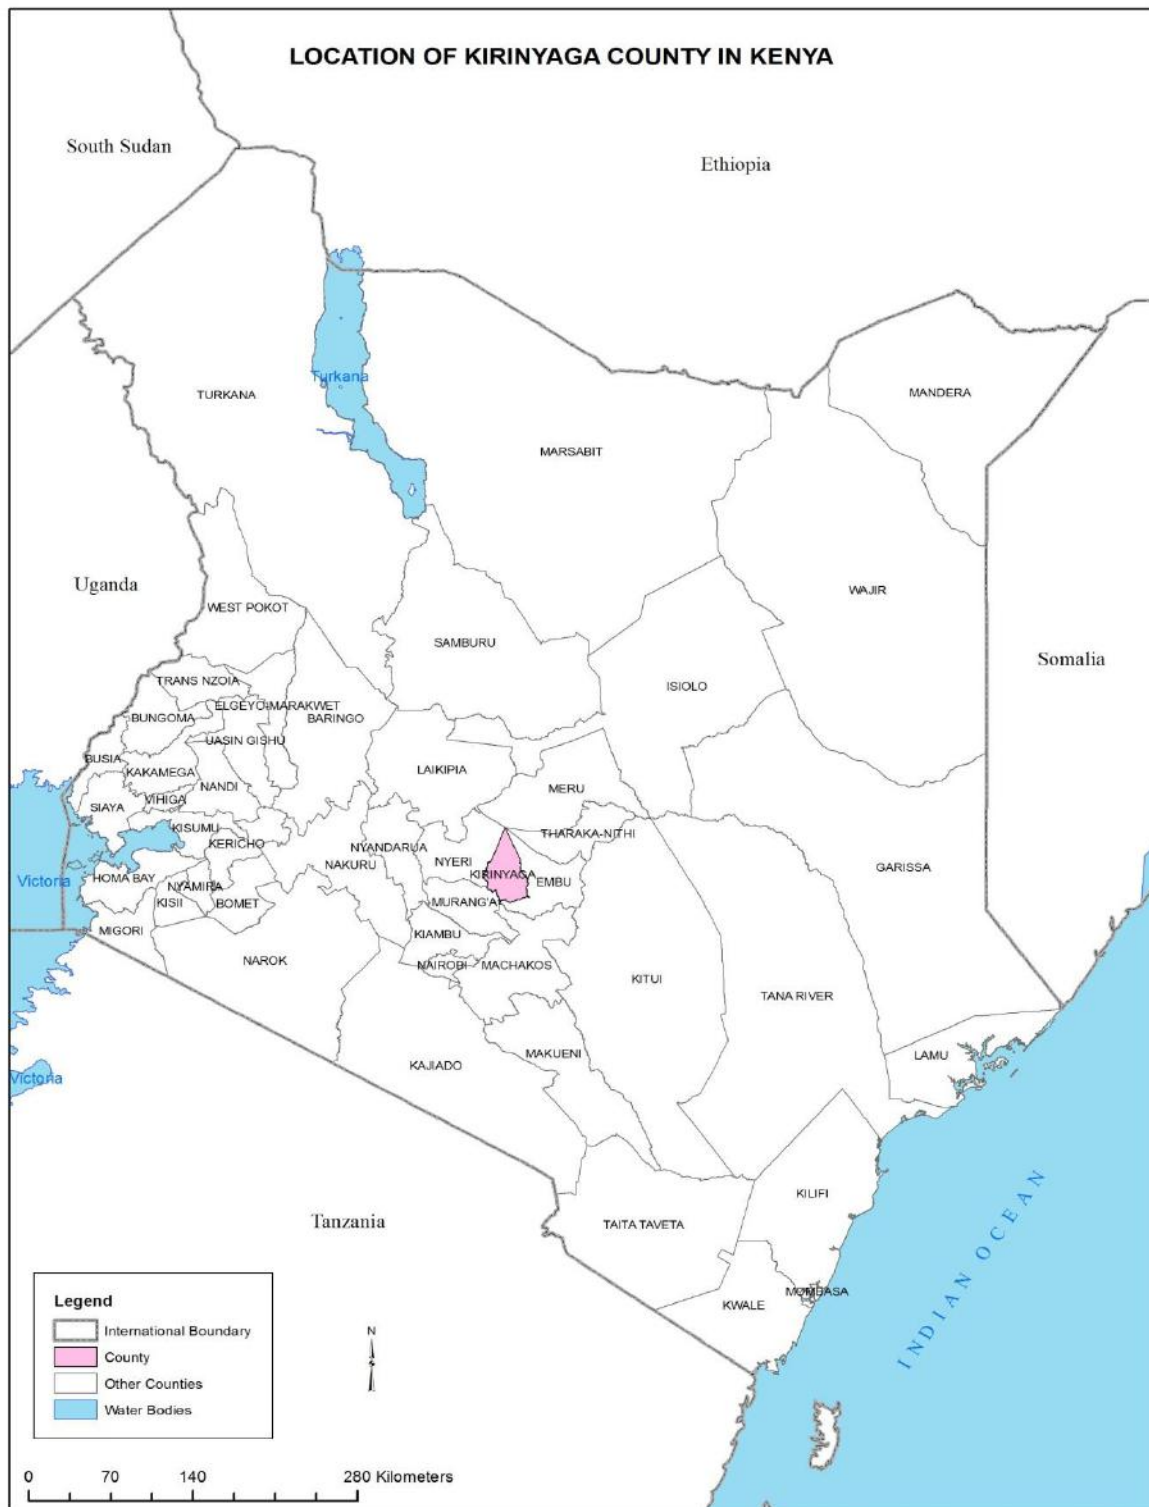 LOCATION OF KIRINYAGA COUNTY IN KENYA
South Sudan
Ethiopia
Turkana
TURKANA
MANDERA
MARSABIT
Uganda
WEST POKOT
WAJIR
SAMBURU
Somalia
TRANS NZOIA
ISIOLO
ELGEYO-MARAKWET
BUNGOMA
BARINGO
UASIN GISHU
BUSIA
KAKAMEGA
LAIKIPIA
NANDI
MERU
VIHIGA
SIAYA
KISUMU
THARAKA-NITHI
KERICHO
NYANDARUA
NYERI
NAKURU
GARISSA
KIRINYAGA
HOMA BAY
Victoria
NYAMIRA
EMBU
KISII
BOMET
MURANG'A
MIGORI
KIAMBU
NAROK
NAIROBI
MACHAKOS
KITUI
TANA RIVER
MAKUENI
LAMU
KAJIADO
Victoria
KILIFI
Tanzania
TAITA TAVETA
INDIAN OCEAN
MOMBASA
KWALE
Legend
International Boundary
County
Other Counties
Water Bodies
N
0 70 140 280 Kilometers